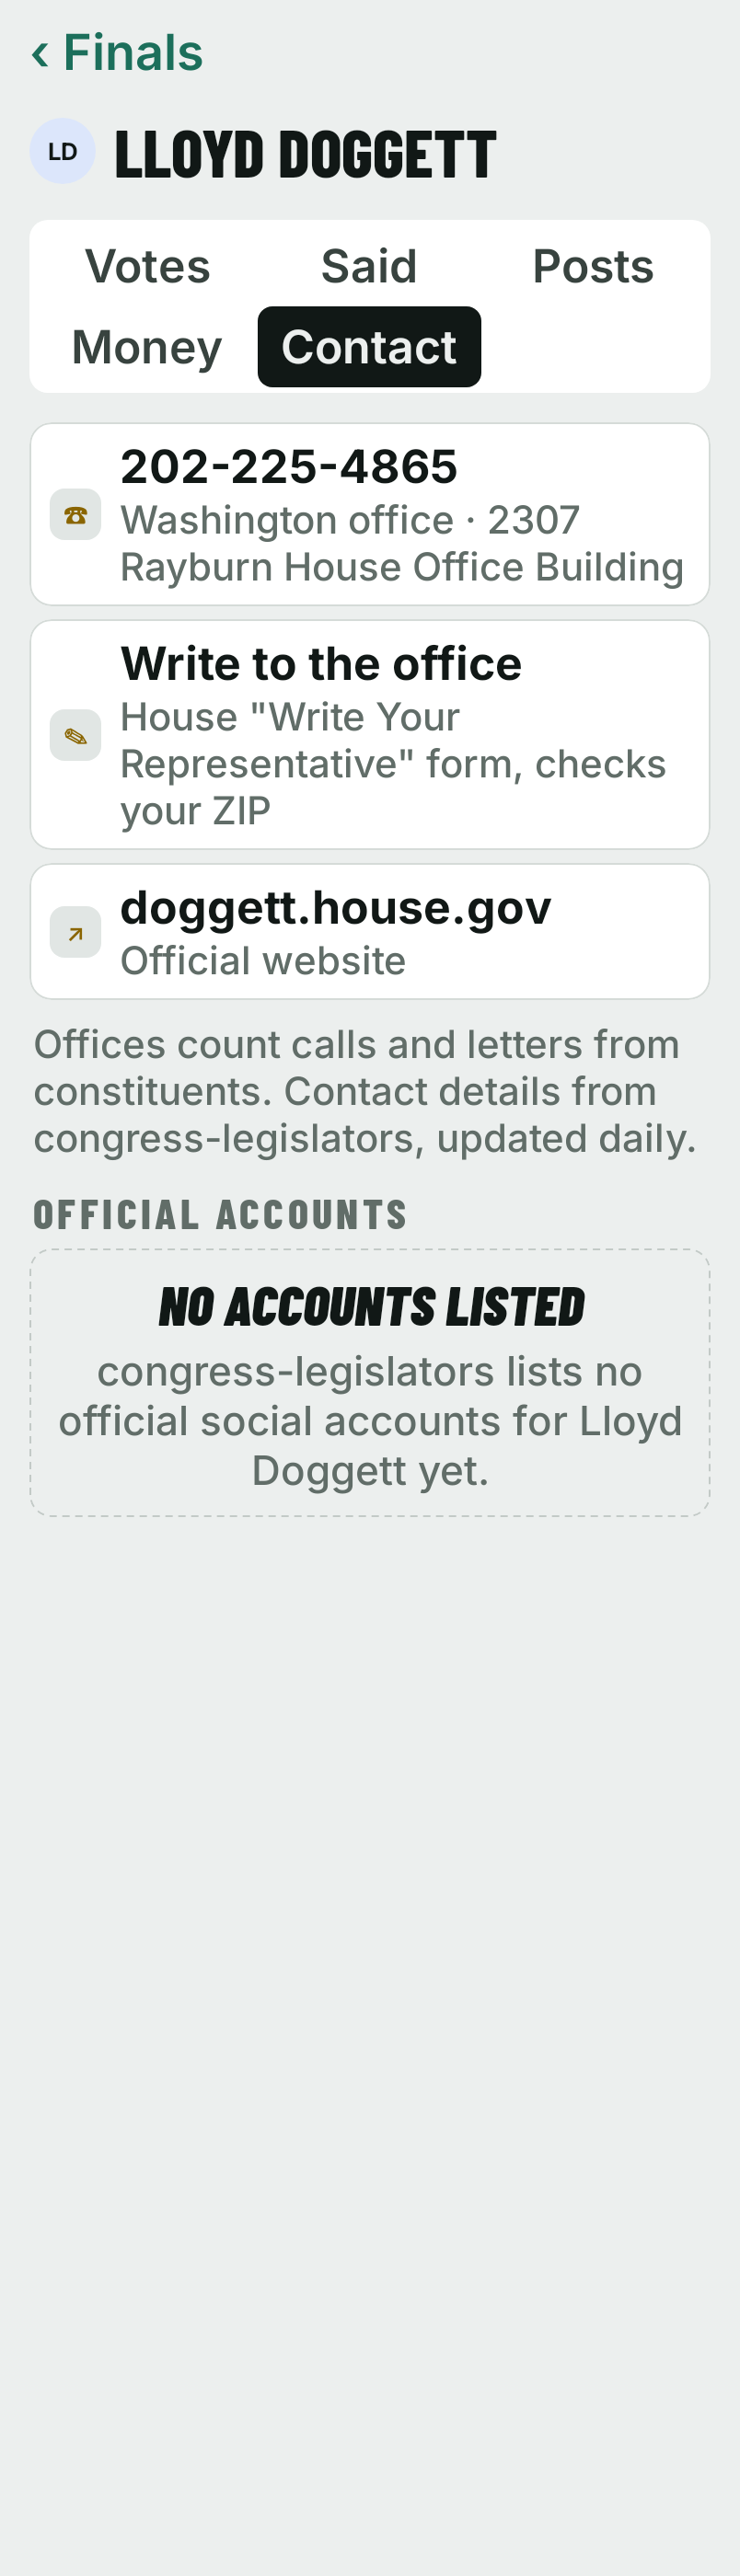 ‹ Finals
LD
LLOYD DOGGETT
Votes
Said
Posts
Money
Contact
202-225-4865
Washington office · 2307
Rayburn House Office Building
Write to the office
House "Write Your
Representative" form, checks
your ZIP
doggett.house.gov
Official website
Offices count calls and letters from
constituents. Contact details from
congress-legislators, updated daily.
OFFICIAL ACCOUNTS
NO ACCOUNTS LISTED
congress-legislators lists no
official social accounts for Lloyd
Doggett yet.